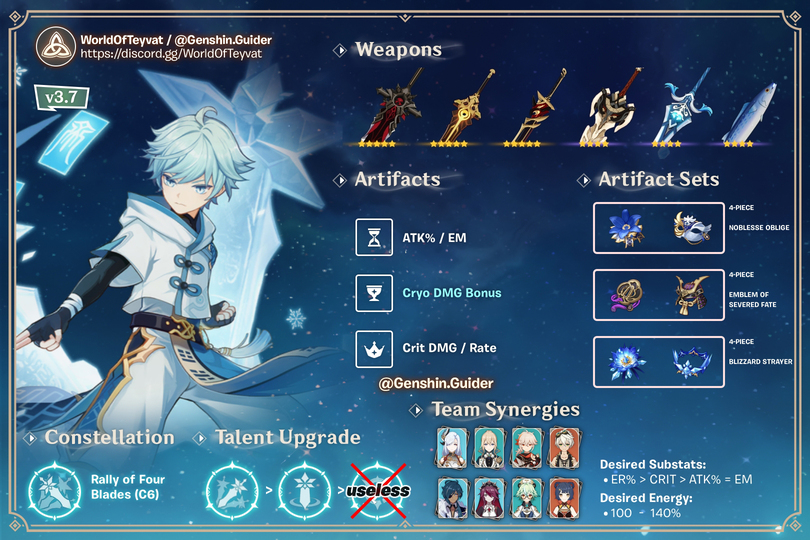 WorldOfTeyvat / @Genshin.Guider
https://discord.gg/WorldOfTeyvat
v3.7
Weapons
Artifacts
ATK% / EM
Cryo DMG Bonus
Crit DMG / Rate
@Genshin.Guider
Artifact Sets
4-PIECE
NOBLESSE OBLIGE
4-PIECE
EMBLEM OF
SEVERED FATE
4-PIECE
BLIZZARD STRAYER
Constellation
Rally of Four
Blades (C6)
Talent Upgrade
> > useless
Team Synergies
Desired Substats:
• ER% > CRIT > ATK% = EM
Desired Energy:
• 100 - 140%